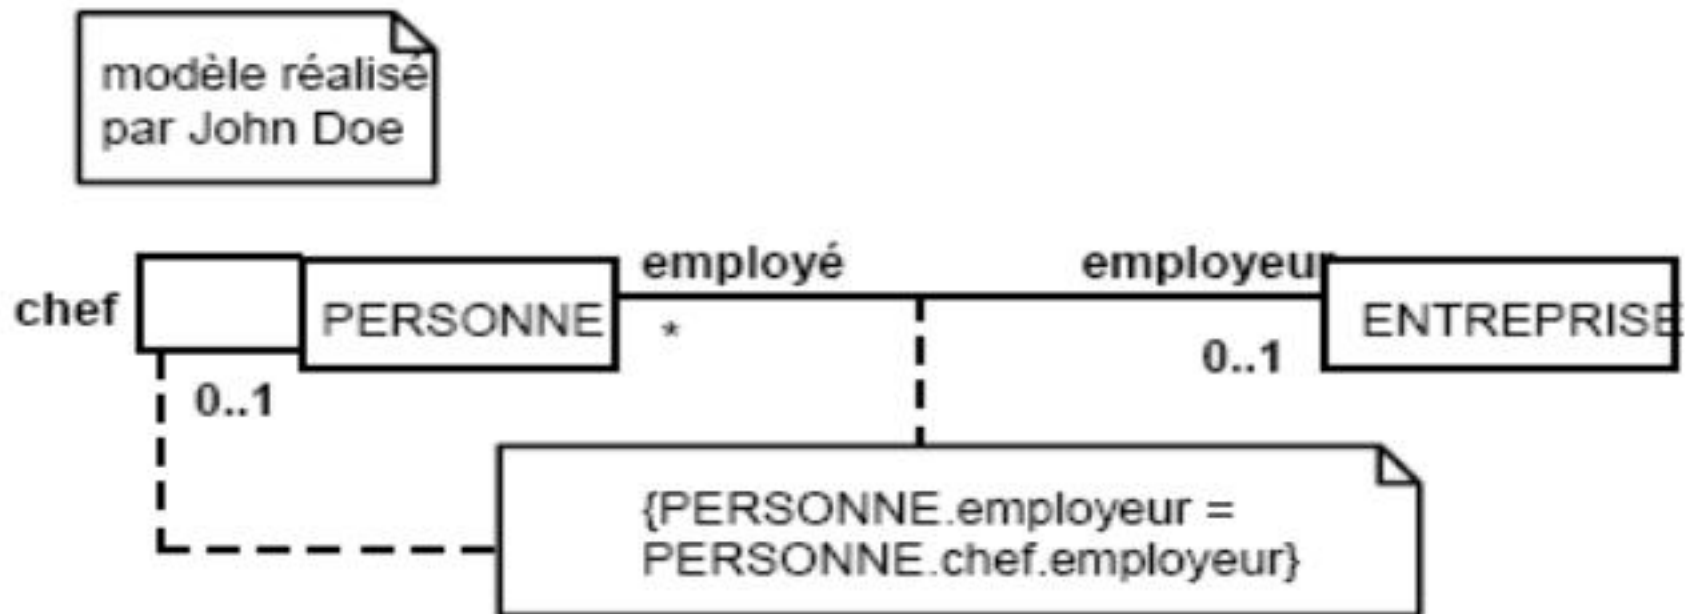 modèle réalisé
par John Doe
employé
employeur
chef
PERSONNE
*
ENTREPRISE
0..1
0..1
{PERSONNE.employeur =
PERSONNE.chef.employeur}